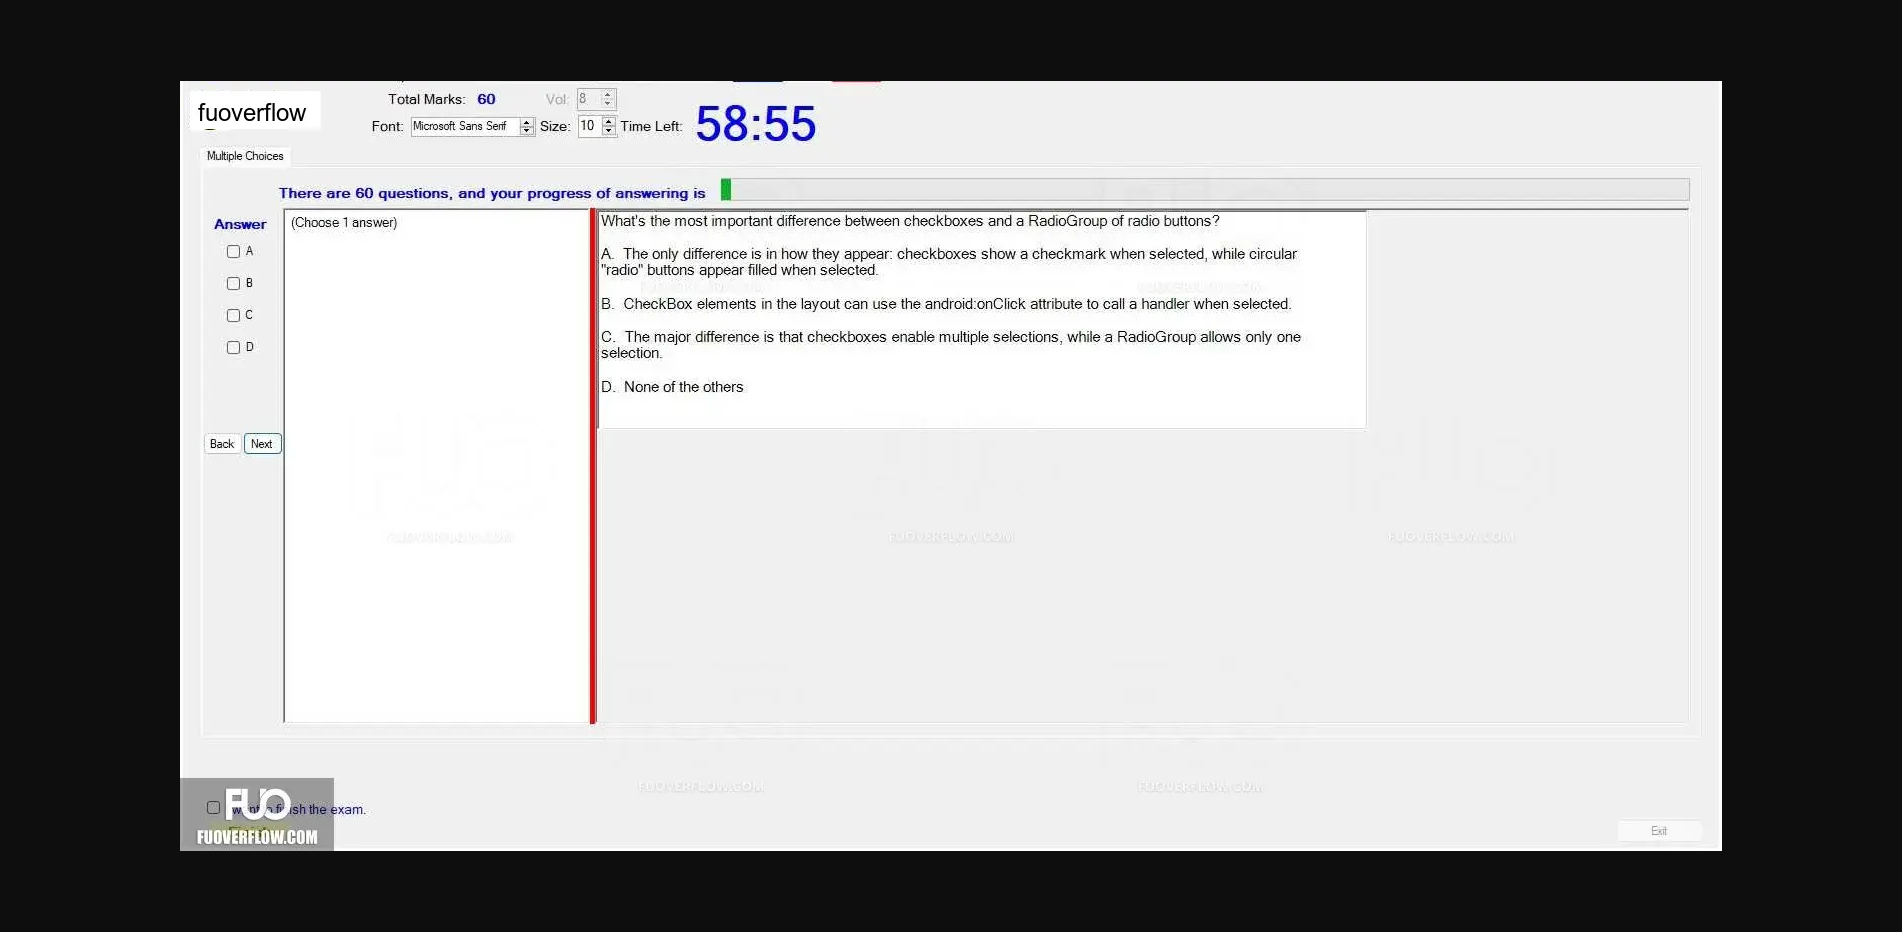 fuoverflow
Total Marks: 60 Vol: 8
Font: Microsoft Sans Serif Size: 10 Time Left: 58:55
Multiple Choices
There are 60 questions, and your progress of answering is
Answer
A
B
C
D
Back Next
(Choose 1 answer)
What's the most important difference between checkboxes and a RadioGroup of radio buttons?
A. The only difference is in how they appear: checkboxes show a checkmark when selected, while circular
"radio" buttons appear filled when selected.
B. CheckBox elements in the layout can use the android:onClick attribute to call a handler when selected.
C. The major difference is that checkboxes enable multiple selections, while a RadioGroup allows only one
selection.
D. None of the others
FUOVERFLOW.COM
FUOVERFLOW.COM FUOVERFLOW.COM
FUOVERFLOW.COM FUOVERFLOW.COM
FUO
want to finish the exam.
FUOVERFLOW.COM
Exit